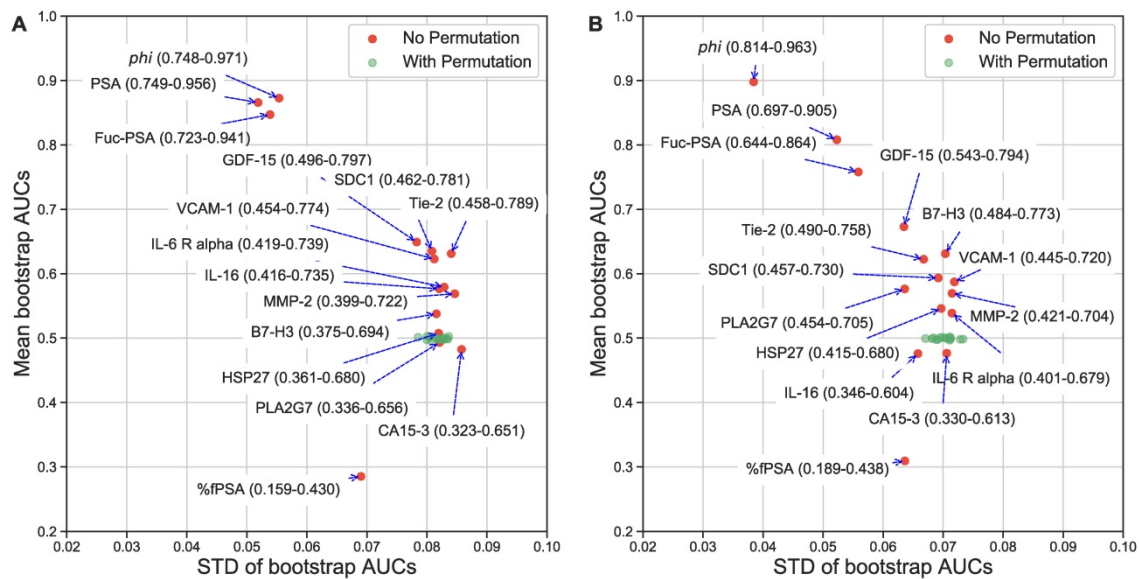 A
1.0
0.9
0.8
0.7
0.6
0.5
0.4
0.3
0.2
Mean bootstrap AUCs
No Permutation
With Permutation
phi (0.748-0.971)
PSA (0.749-0.956)
Fuc-PSA (0.723-0.941)
GDF-15 (0.496-0.797)
SDC1 (0.462-0.781)
Tie-2 (0.458-0.789)
VCAM-1 (0.454-0.774)
IL-6 R alpha (0.419-0.739)
IL-16 (0.416-0.735)
MMP-2 (0.399-0.722)
B7-H3 (0.375-0.694)
HSP27 (0.361-0.680)
PLA2G7 (0.336-0.656)
CA15-3 (0.323-0.651)
%fPSA (0.159-0.430)
0.02 0.03 0.04 0.05 0.06 0.07 0.08 0.09 0.10
STD of bootstrap AUCs
B
1.0
0.9
0.8
0.7
0.6
0.5
0.4
0.3
0.2
Mean bootstrap AUCs
No Permutation
With Permutation
phi (0.814-0.963)
PSA (0.697-0.905)
Fuc-PSA (0.644-0.864)
GDF-15 (0.543-0.794)
B7-H3 (0.484-0.773)
Tie-2 (0.490-0.758)
VCAM-1 (0.445-0.720)
SDC1 (0.457-0.730)
MMP-2 (0.421-0.704)
PLA2G7 (0.454-0.705)
HSP27 (0.415-0.680)
IL-6 R alpha (0.401-0.679)
IL-16 (0.346-0.604)
CA15-3 (0.330-0.613)
%fPSA (0.189-0.438)
0.02 0.03 0.04 0.05 0.06 0.07 0.08 0.09 0.10
STD of bootstrap AUCs